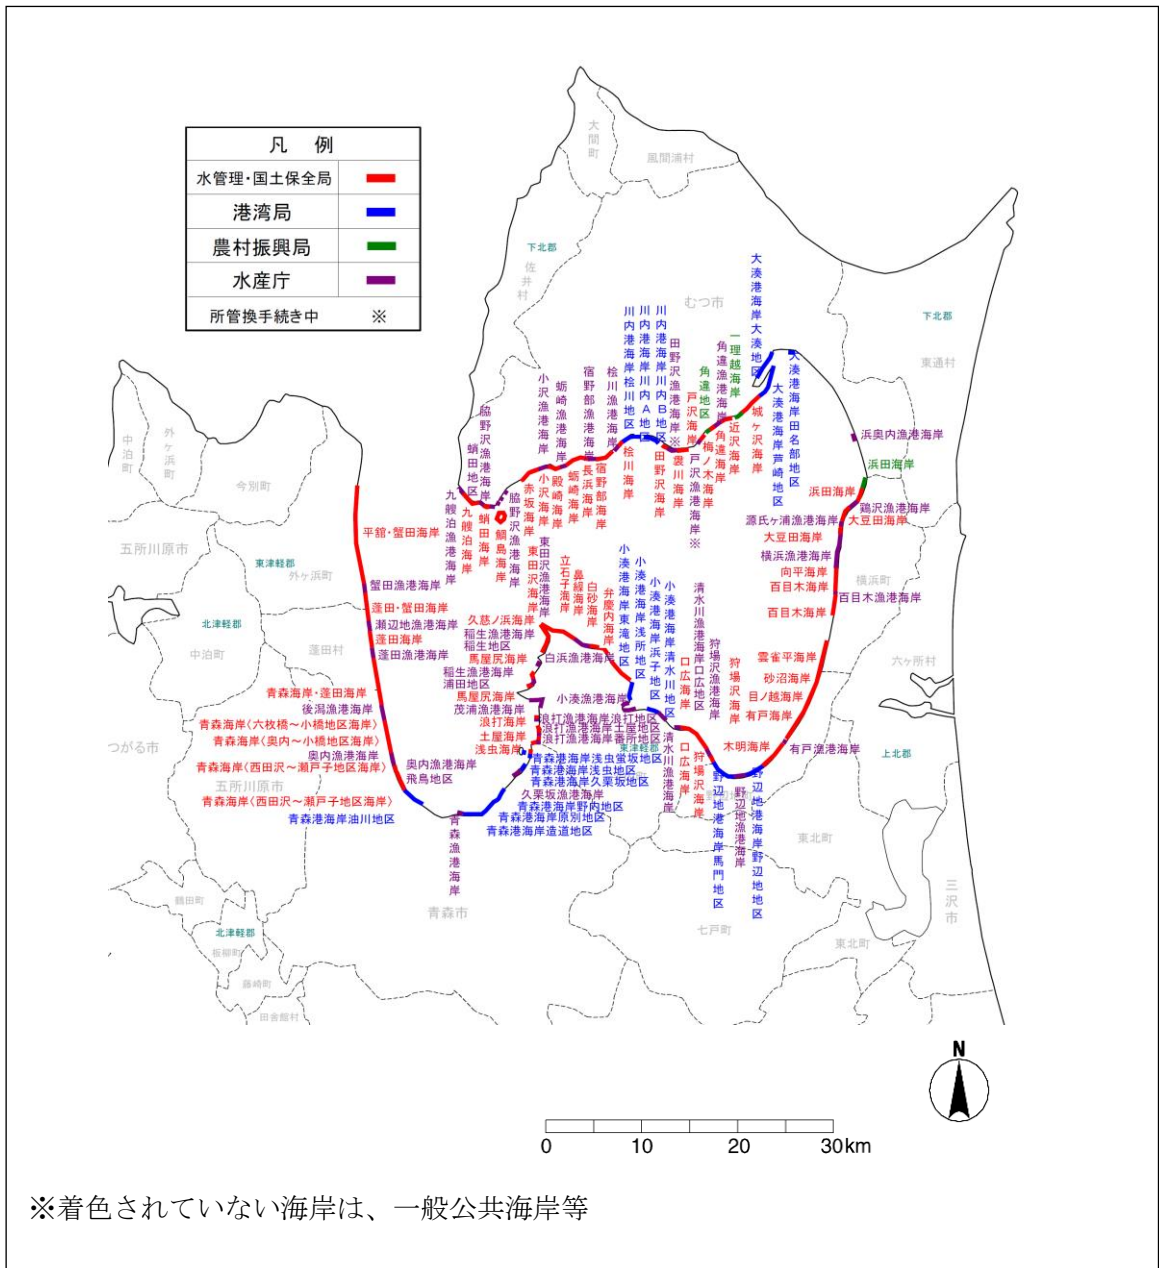 凡　例
水管理・国土保全局
港湾局
農村振興局
水産庁
所管換手続き中　※
大間町
風間浦村
下北郡
佐井村
むつ市
下北郡
東通村
中泊町
外ヶ浜町
今別町
五所川原市
東津軽郡
外ヶ浜町
北津軽郡
中泊町
蓬田村
つがる市
五所川原市
鶴田町
北津軽郡
板柳町
藤崎町
田舎館村
青森市
東津軽郡
七戸町
東北町
東北町
三沢市
上北郡
六ヶ所村
横浜町
大湊港海岸大湊地区
大湊港海岸田名部地区
大湊港海岸芦崎地区
城ヶ沢海岸
一理越海岸
近沢海岸
角違漁港海岸
角違海岸
角違地区
梅ノ木海岸
戸沢海岸
戸沢漁港海岸※
田野沢漁港海岸※
雲川海岸
川内港海岸川内B地区
田野沢海岸
川内港海岸川内A地区
川内港海岸桧川地区
桧川海岸
桧川漁港海岸
宿野部海岸
宿野部漁港海岸
長浜海岸
蛎崎漁港海岸
蛎崎海岸
殿崎海岸
小沢漁港海岸
小沢海岸
赤坂海岸
脇野沢漁港海岸
脇野沢漁港海岸
蛸田地区
鯛島海岸
蛸田海岸
九艘泊海岸
九艘泊漁港海岸
浜奥内漁港海岸
浜田海岸
浜田海岸
鶏沢漁港海岸
源氏ヶ浦漁港海岸
大豆田海岸
大豆田海岸
横浜漁港海岸
向平海岸
百目木海岸
百目木漁港海岸
百目木海岸
雲雀平海岸
砂沼海岸
目ノ越海岸
有戸海岸
木明海岸
有戸漁港海岸
野辺地港海岸野辺地地区
野辺地漁港海岸
野辺地港海岸馬門地区
狩場沢海岸
狩場沢漁港海岸
狩場沢海岸
清水川漁港海岸口広地区
口広海岸
口広海岸
清水川漁港海岸
小湊港海岸清水川地区
小湊港海岸浜子地区
小湊港海岸浅所地区
小湊港海岸東滝地区
小湊漁港海岸
弁慶内海岸
白砂海岸
鼻繰海岸
立石子海岸
白浜漁港海岸
東田沢漁港海岸
東田沢海岸
久慈ノ浜海岸
稲生漁港海岸
稲生地区
馬屋尻海岸
稲生漁港海岸
浦田地区
馬屋尻海岸
茂浦漁港海岸
浪打海岸
土屋海岸
浅虫海岸
浪打漁港海岸浪打地区
浪打漁港海岸土屋地区
浪打漁港海岸番所地区
青森港海岸浅虫蛍坂地区
青森港海岸浅虫地区
青森港海岸久栗坂地区
久栗坂漁港海岸
青森港海岸野内地区
青森港海岸原別地区
青森港海岸造道地区
青森漁港海岸
平舘・蟹田海岸
蟹田漁港海岸
蓬田・蟹田海岸
瀬辺地漁港海岸
蓬田海岸
蓬田漁港海岸
青森海岸・蓬田海岸
後潟漁港海岸
青森海岸〈六枚橋～小橋地区海岸〉
青森海岸〈奥内～小橋地区海岸〉
奥内漁港海岸
青森海岸〈西田沢～瀬戸子地区海岸〉
奥内漁港海岸
飛鳥地区
青森海岸〈西田沢～瀬戸子地区海岸〉
青森港海岸油川地区
N
0 10 20 30km
※着色されていない海岸は、一般公共海岸等